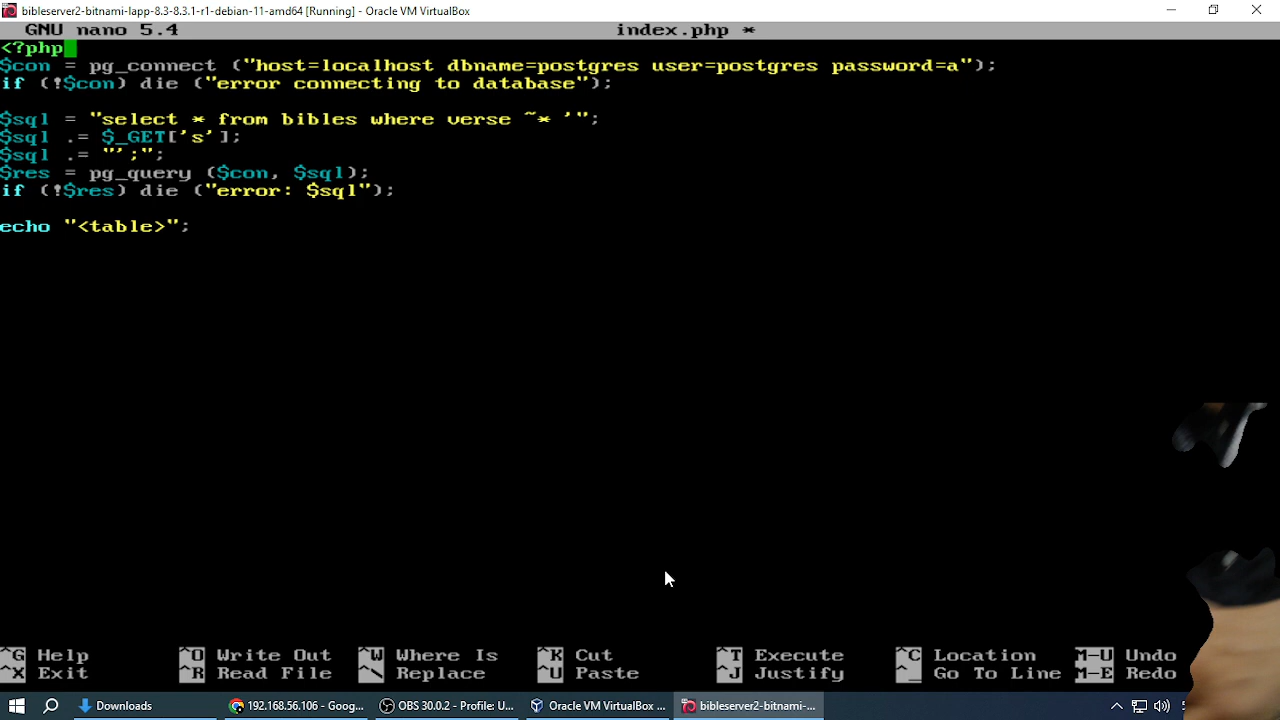 bibleserver2-bitnami-lapp-8.3-8.3.1-r1-debian-11-amd64 [Running] - Oracle VM VirtualBox
GNU nano 5.4 index.php *
<?php
$con = pg_connect ("host=localhost dbname=postgres user=postgres password=a");
if (!$con) die ("error connecting to database");
$sql = "select * from bibles where verse ~* '";
$sql .= $_GET['s'];
$sql .= "';";
$res = pg_query ($con, $sql);
if (!$res) die ("error: $sql");
echo "<table>";
^G Help ^O Write Out ^W Where Is ^K Cut ^T Execute ^C Location M-U Undo
^X Exit ^R Read File ^\ Replace ^U Paste ^J Justify ^_ Go To Line M-E Redo
Downloads 192.168.56.106 - Goog... OBS 30.0.2 - Profile: U... Oracle VM VirtualBox ... bibleserver2-bitnami-...